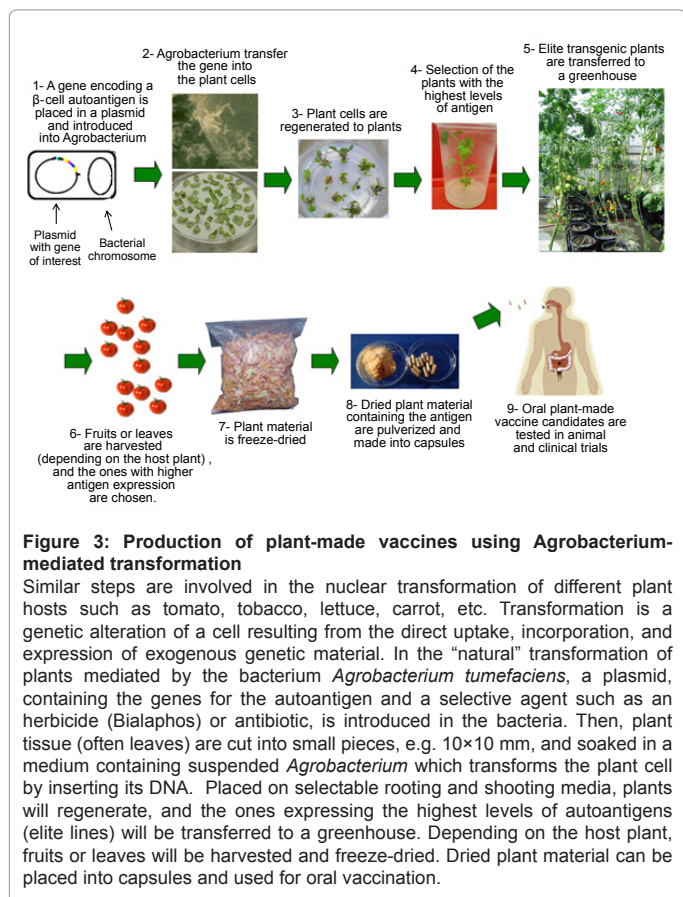 1- A gene encoding a
β-cell autoantigen is
placed in a plasmid
and introduced
into Agrobacterium
Plasmid
with gene
of interest
Bacterial
chromosome
2- Agrobacterium transfer
the gene into
the plant cells
3- Plant cells are
regenerated to plants
4- Selection of the
plants with the
highest levels
of antigen
5- Elite transgenic plants
are transferred to
a greenhouse
6- Fruits or leaves
are harvested
(depending on the host plant) ,
and the ones with higher
antigen expression
are chosen.
7- Plant material
is freeze-dried
8- Dried plant material
containing the antigen
are pulverized and
made into capsules
9- Oral plant-made
vaccine candidates are
tested in animal
and clinical trials
Figure 3: Production of plant-made vaccines using Agrobacterium-
mediated transformation
Similar steps are involved in the nuclear transformation of different plant
hosts such as tomato, tobacco, lettuce, carrot, etc. Transformation is a
genetic alteration of a cell resulting from the direct uptake, incorporation, and
expression of exogenous genetic material. In the “natural” transformation of
plants mediated by the bacterium Agrobacterium tumefaciens, a plasmid,
containing the genes for the autoantigen and a selective agent such as an
herbicide (Bialaphos) or antibiotic, is introduced in the bacteria. Then, plant
tissue (often leaves) are cut into small pieces, e.g. 10×10 mm, and soaked in a
medium containing suspended Agrobacterium which transforms the plant cell
by inserting its DNA. Placed on selectable rooting and shooting media, plants
will regenerate, and the ones expressing the highest levels of autoantigens
(elite lines) will be transferred to a greenhouse. Depending on the host plant,
fruits or leaves will be harvested and freeze-dried. Dried plant material can be
placed into capsules and used for oral vaccination.